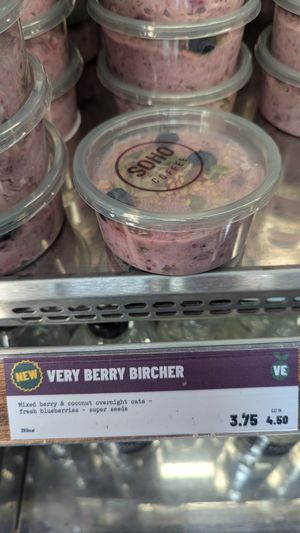 SOHO
COFFEE
NEW
VERY BERRY BIRCHER
VE
Mixed berry & coconut overnight oats -
fresh blueberries - super seeds
EAT IN
3.75 4.50